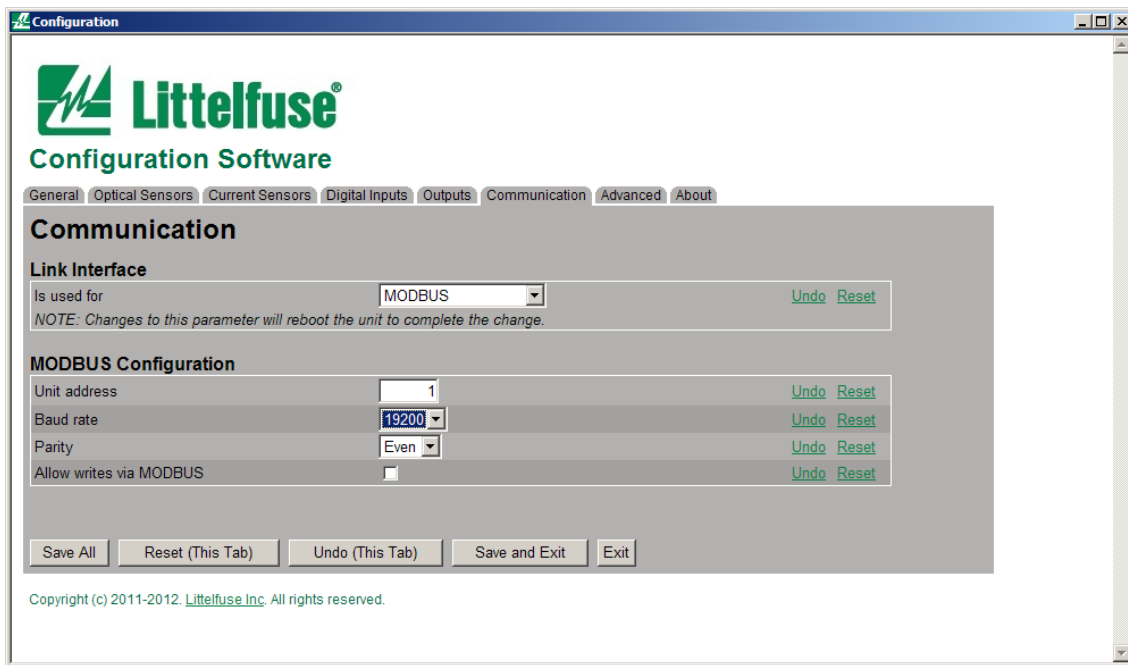 Configuration
Littelfuse®
Configuration Software
General Optical Sensors Current Sensors Digital Inputs Outputs Communication Advanced About
Communication
Link Interface
Is used for MODBUS Undo Reset
NOTE: Changes to this parameter will reboot the unit to complete the change.
MODBUS Configuration
Unit address 1 Undo Reset
Baud rate 19200 Undo Reset
Parity Even Undo Reset
Allow writes via MODBUS Undo Reset
Save All Reset (This Tab) Undo (This Tab) Save and Exit Exit
Copyright (c) 2011-2012. Littelfuse Inc. All rights reserved.